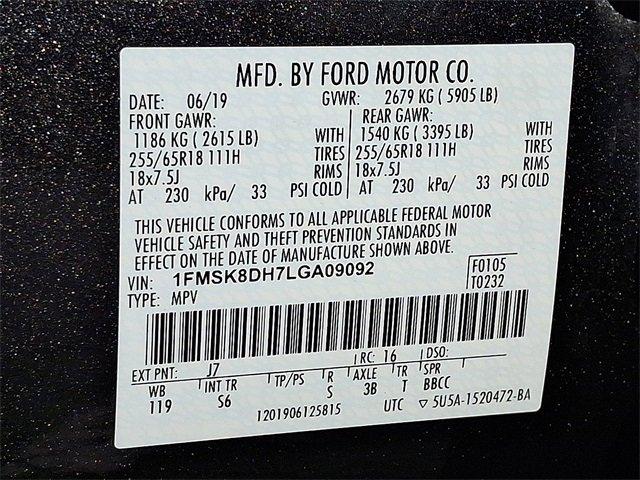 MFD. BY FORD MOTOR CO.
DATE: 06/19 GVWR: 2679 KG ( 5905 LB)
FRONT GAWR: REAR GAWR:
1186 KG ( 2615 LB) WITH 1540 KG ( 3395 LB) WITH
255/65R18 111H TIRES 255/65R18 111H TIRES
18x7.5J RIMS 18x7.5J RIMS
AT 230 kPa/ 33 PSI COLD AT 230 kPa/ 33 PSI COLD
THIS VEHICLE CONFORMS TO ALL APPLICABLE FEDERAL MOTOR
VEHICLE SAFETY AND THEFT PREVENTION STANDARDS IN
EFFECT ON THE DATE OF MANUFACTURE SHOWN ABOVE.
VIN: 1FMSK8DH7LGA09092 F0105
TYPE: MPV T0232
EXT PNT: J7 RC: 16 DSO:
WB INT TR TP/PS R AXLE TR SPR
119 S6 S 3B T BBCC
1201906125815 UTC ▽ 5U5A-1520472-BA